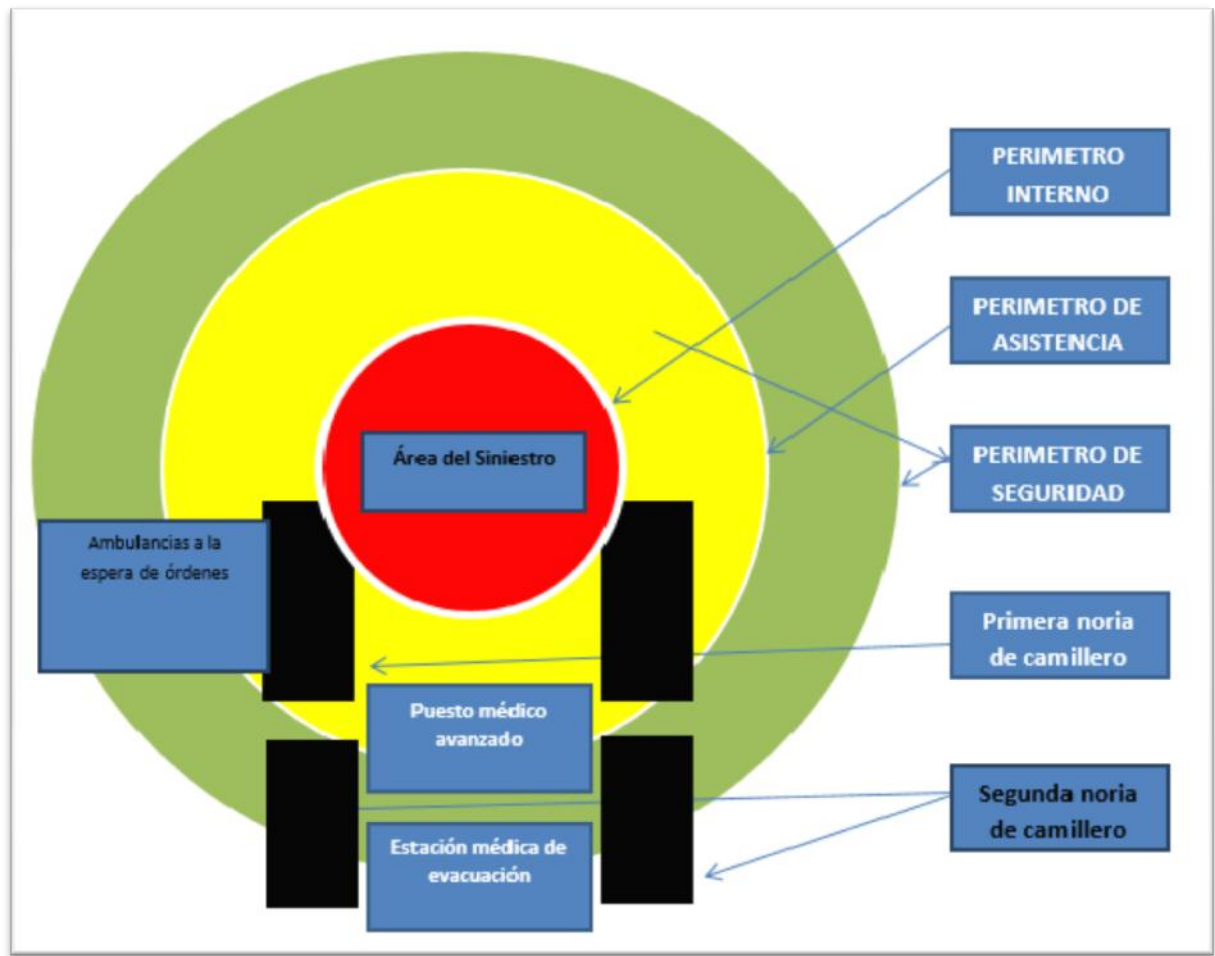 PERIMETRO
INTERNO
PERIMETRO DE
ASISTENCIA
Área del Siniestro
PERIMETRO DE
SEGURIDAD
Ambulancias a la
espera de órdenes
Primera noria
de camillero
Puesto médico
avanzado
Segunda noria
de camillero
Estación médica de
evacuación